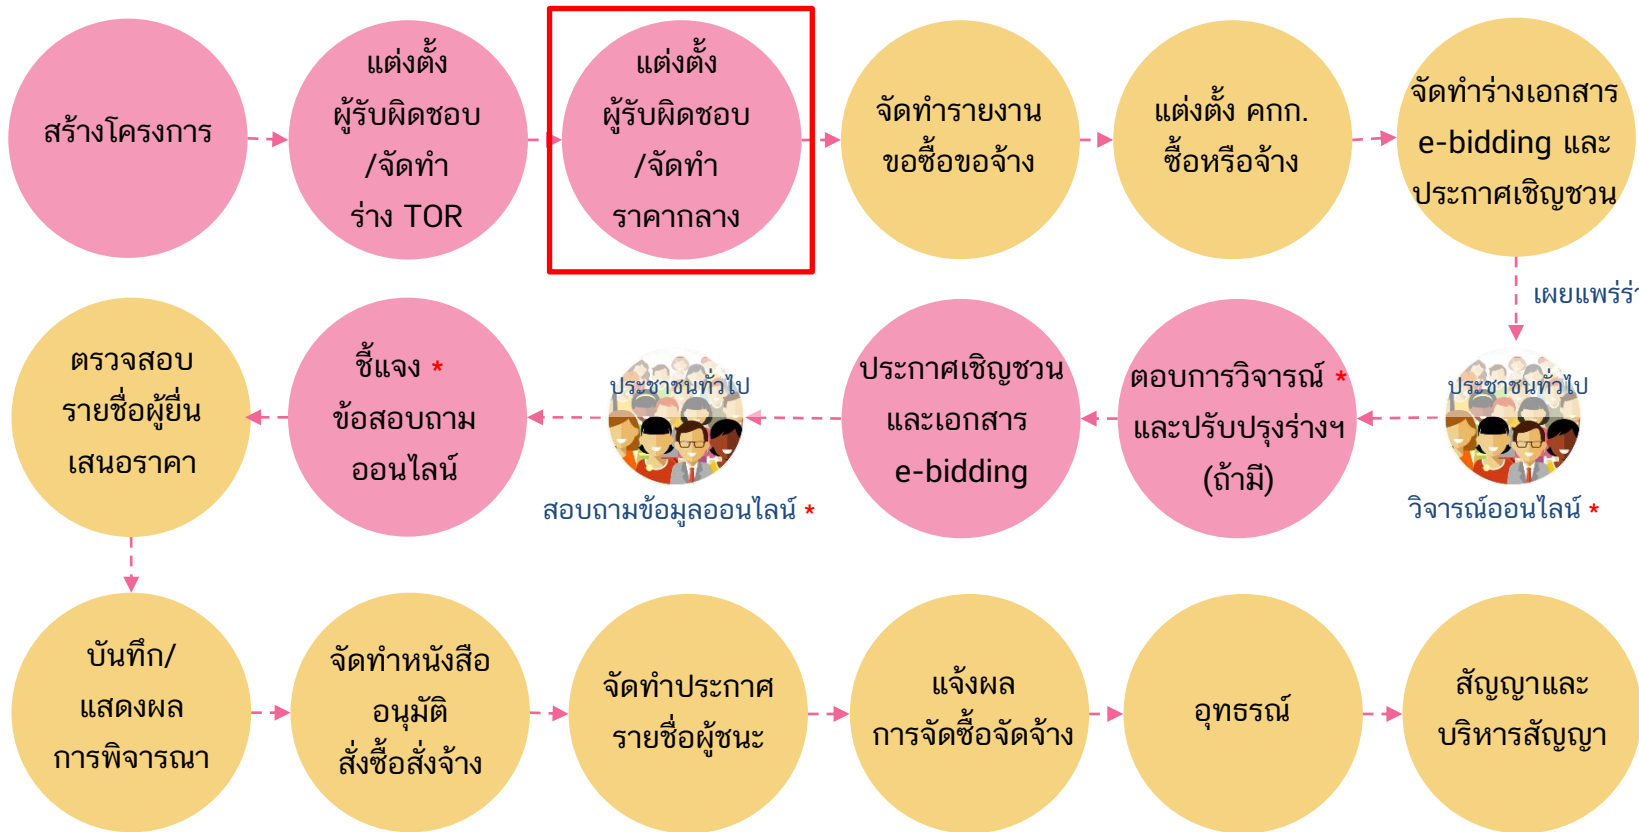 สร้างโครงการ
แต่งตั้ง
ผู้รับผิดชอบ
/จัดทำ
ร่าง TOR
แต่งตั้ง
ผู้รับผิดชอบ
/จัดทำ
ราคากลาง
จัดทำรายงาน
ขอซื้อขอจ้าง
แต่งตั้ง คกก.
ซื้อหรือจ้าง
จัดทำร่างเอกสาร
e-bidding และ
ประกาศเชิญชวน
เผยแพร่ร่า
ประชาชนทั่วไป
วิจารณ์ออนไลน์ *
ตอบการวิจารณ์ *
และปรับปรุงร่างฯ
(ถ้ามี)
ประกาศเชิญชวน
และเอกสาร
e-bidding
ประชาชนทั่วไป
สอบถามข้อมูลออนไลน์ *
ชี้แจง *
ข้อสอบถาม
ออนไลน์
ตรวจสอบ
รายชื่อผู้ยื่น
เสนอราคา
บันทึก/
แสดงผล
การพิจารณา
จัดทำหนังสือ
อนุมัติ
สั่งซื้อสั่งจ้าง
จัดทำประกาศ
รายชื่อผู้ชนะ
แจ้งผล
การจัดซื้อจัดจ้าง
อุทธรณ์
สัญญาและ
บริหารสัญญา